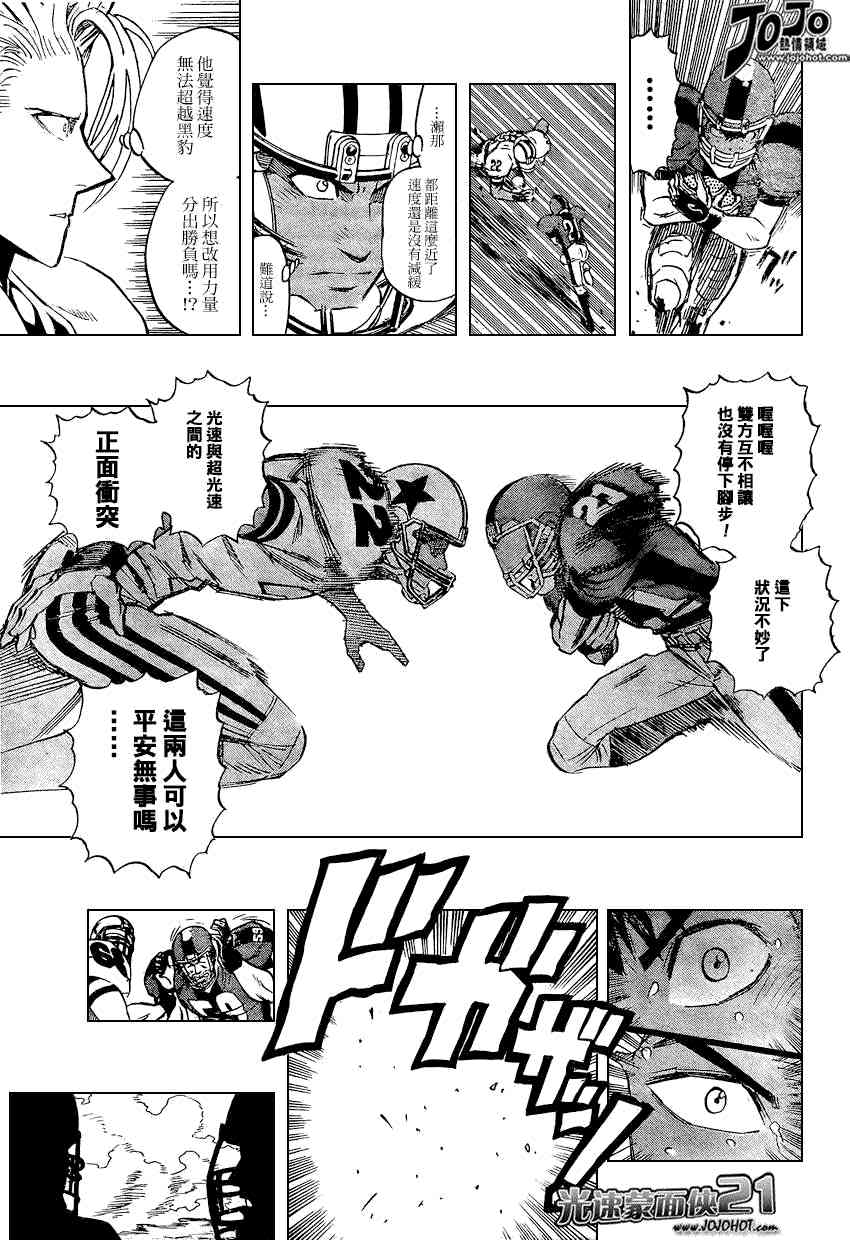 JOJO
熱情領域
www.jojohot.com
……
…瀨那
都距離這麼近了
速度還是沒有減緩
難道說…
他覺得速度
無法超越黑豹
所以想改用力量
分出勝負嗎…!?
22
喔喔喔
雙方互不相讓
也沒有停下腳步！
這下
狀況不妙了
光速與超光速
之間的
正面衝突
22
這兩人可以
平安無事嗎
……
ドガガッ!
光速蒙面俠21
www.JOJOHOT.com